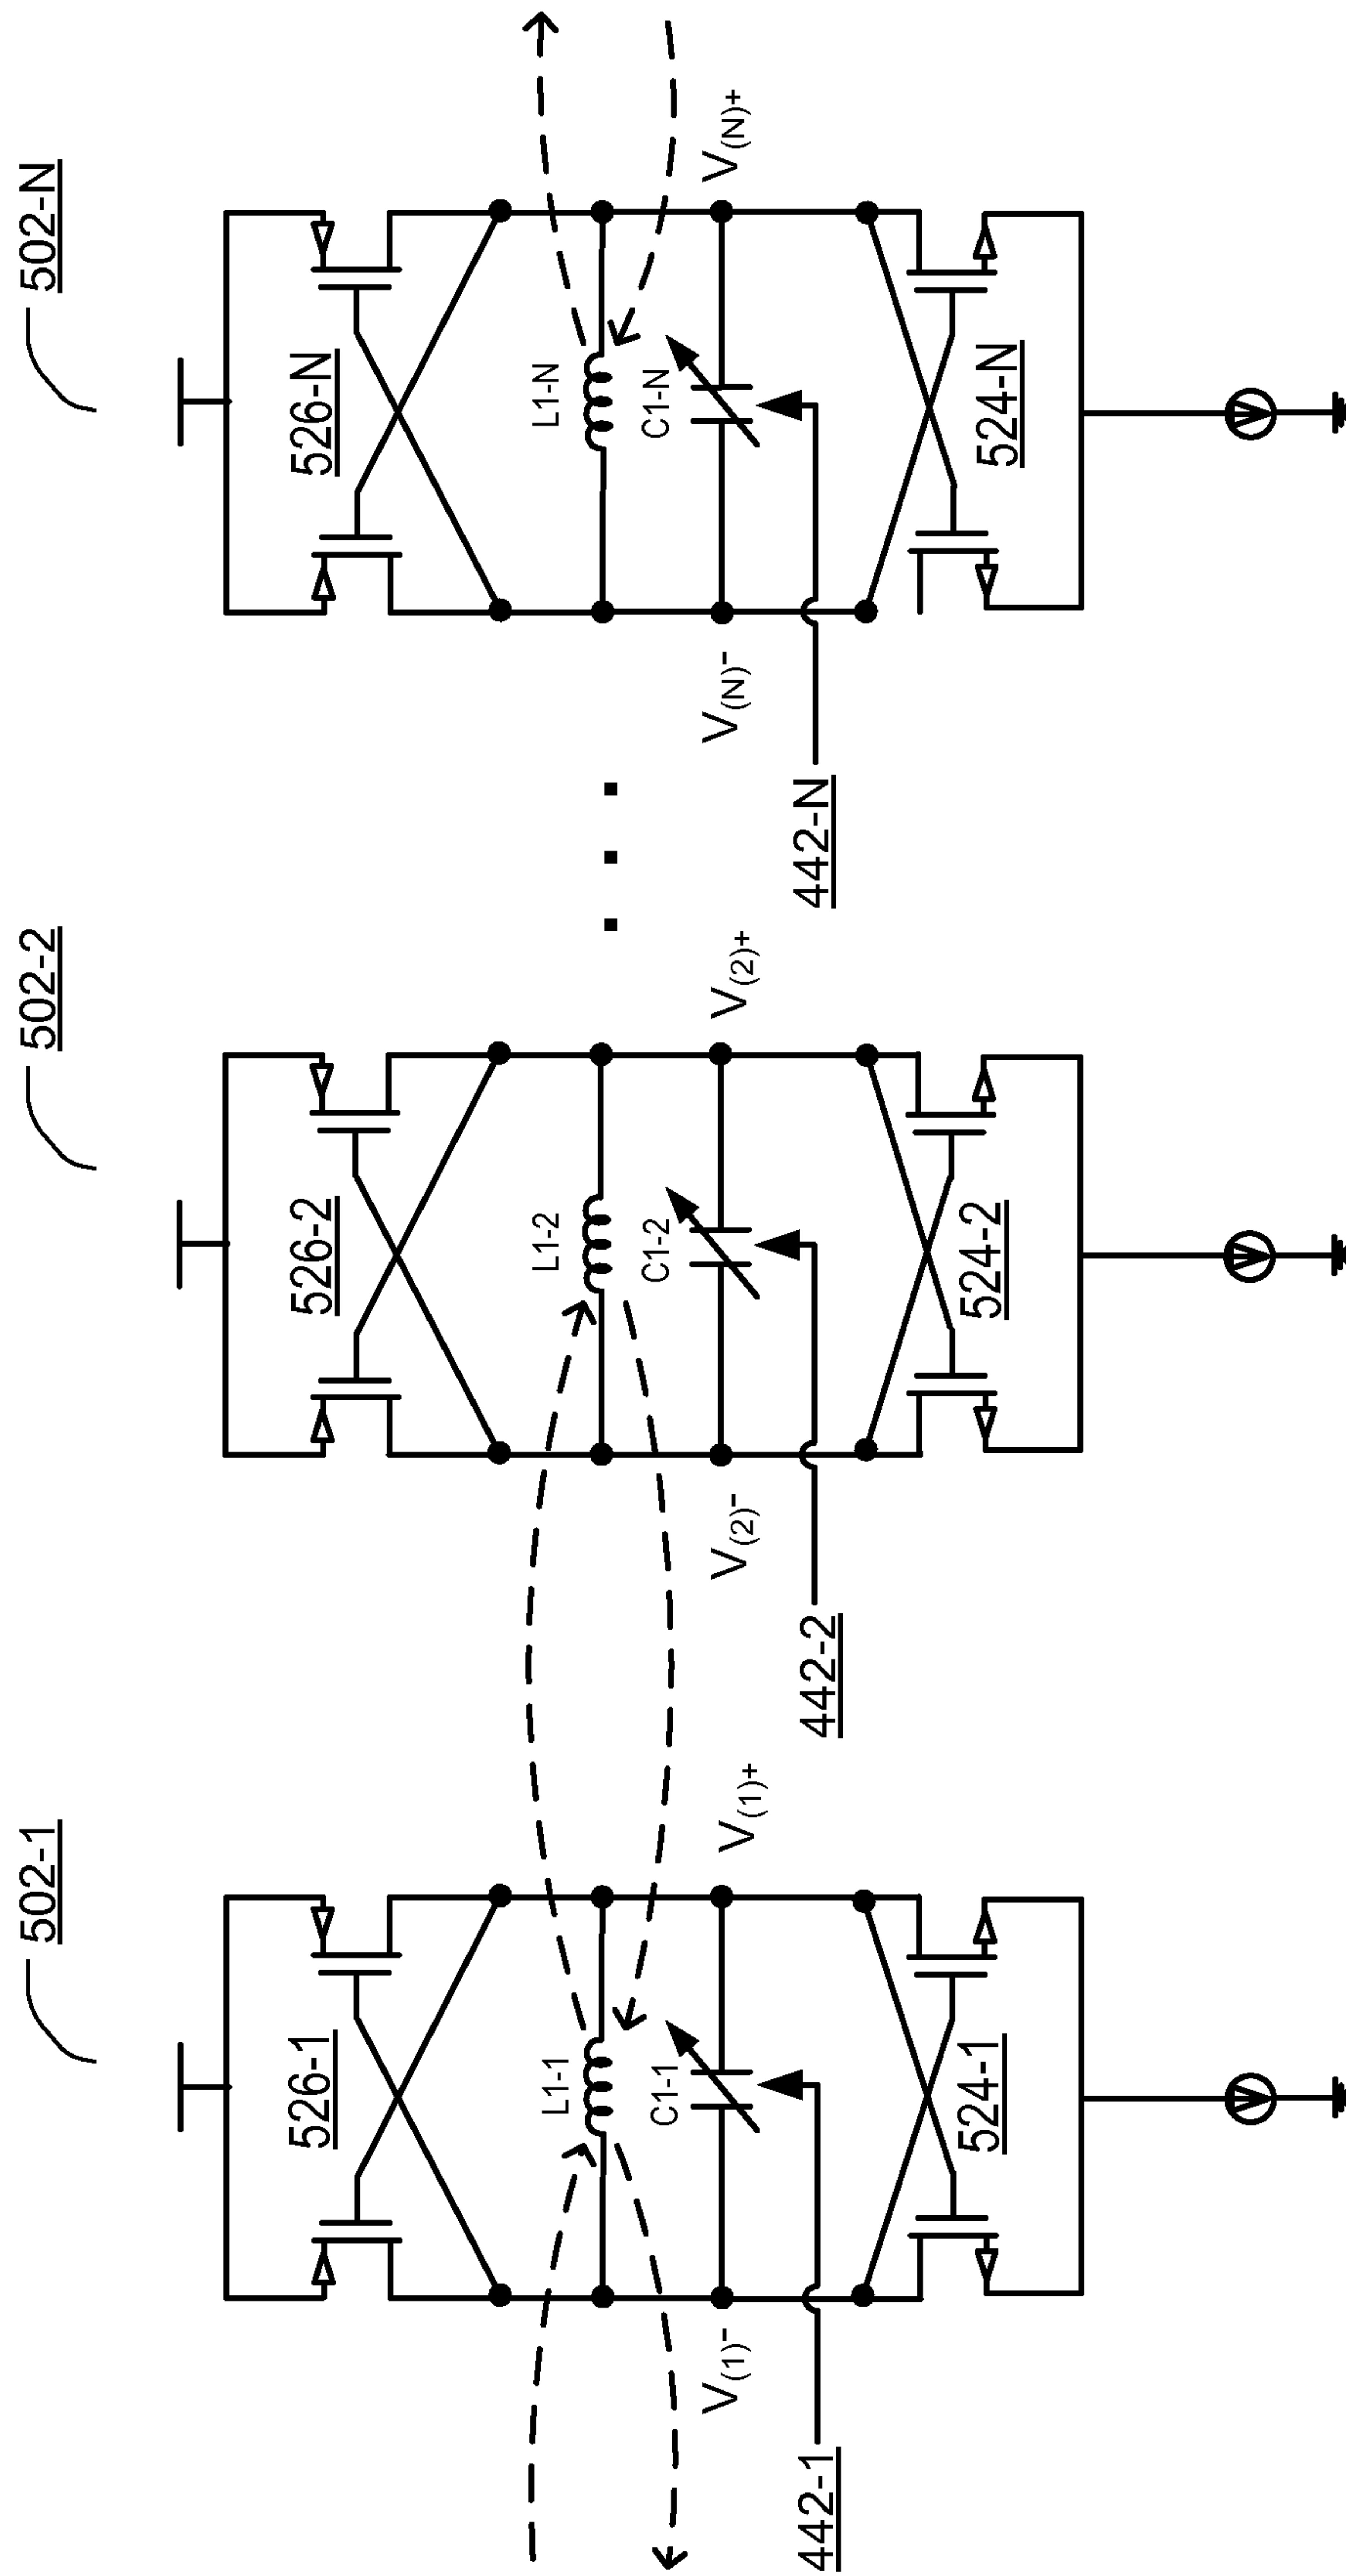 502-1
526-1
L1-1
C1-1
V(1)-
V(1)+
442-1
524-1
502-2
526-2
L1-2
C1-2
V(2)-
V(2)+
442-2
524-2
. . .
502-N
526-N
L1-N
C1-N
V(N)-
V(N)+
442-N
524-N